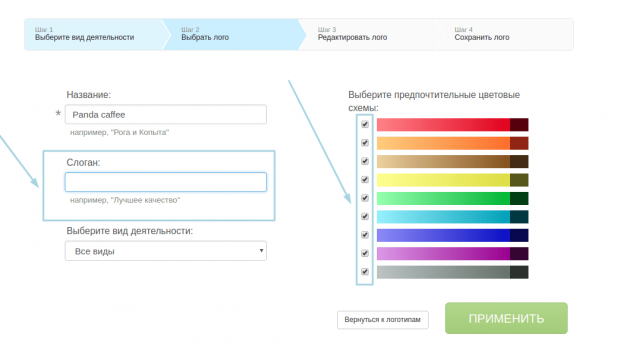 Шаг 1
Выберите вид деятельности
Шаг 2
Выбрать лого
Шаг 3
Редактировать лого
Шаг 4
Сохранить лого
Название:
* Panda caffee
например, "Рога и Копыта"
Слоган:
например, "Лучшее качество"
Выберите вид деятельности:
Все виды
Выберите предпочтительные цветовые
схемы:
Вернуться к логотипам
ПРИМЕНИТЬ